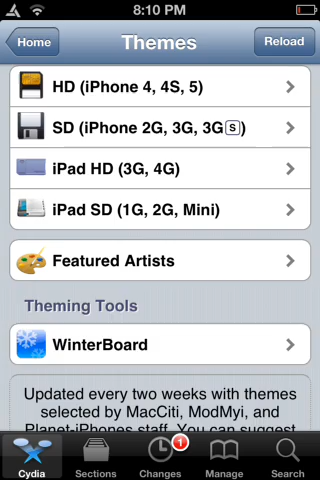 8:10 PM
Home
Themes
Reload
HD (iPhone 4, 4S, 5)
SD (iPhone 2G, 3G, 3G[S])
iPad HD (3G, 4G)
iPad SD (1G, 2G, Mini)
Featured Artists
Theming Tools
WinterBoard
Updated every two weeks with themes
selected by MacCiti, ModMyi, and
Planet-iPhones staff. You can suggest
1
Cydia
Sections
Changes
Manage
Search